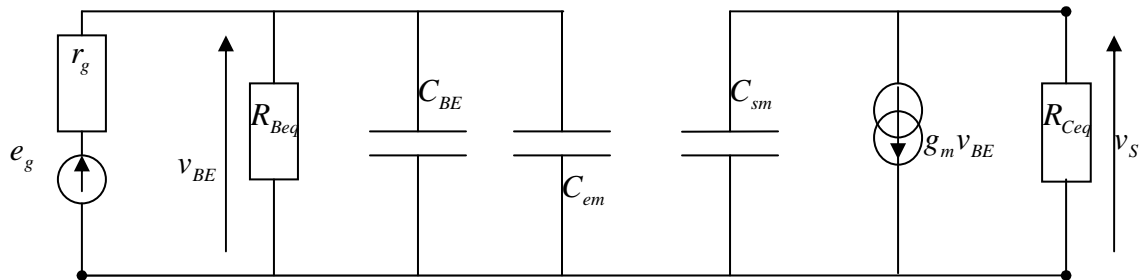 r_g
e_g
v_BE
R_Beq
C_BE
C_em
C_sm
g_m v_BE
R_Ceq
v_S